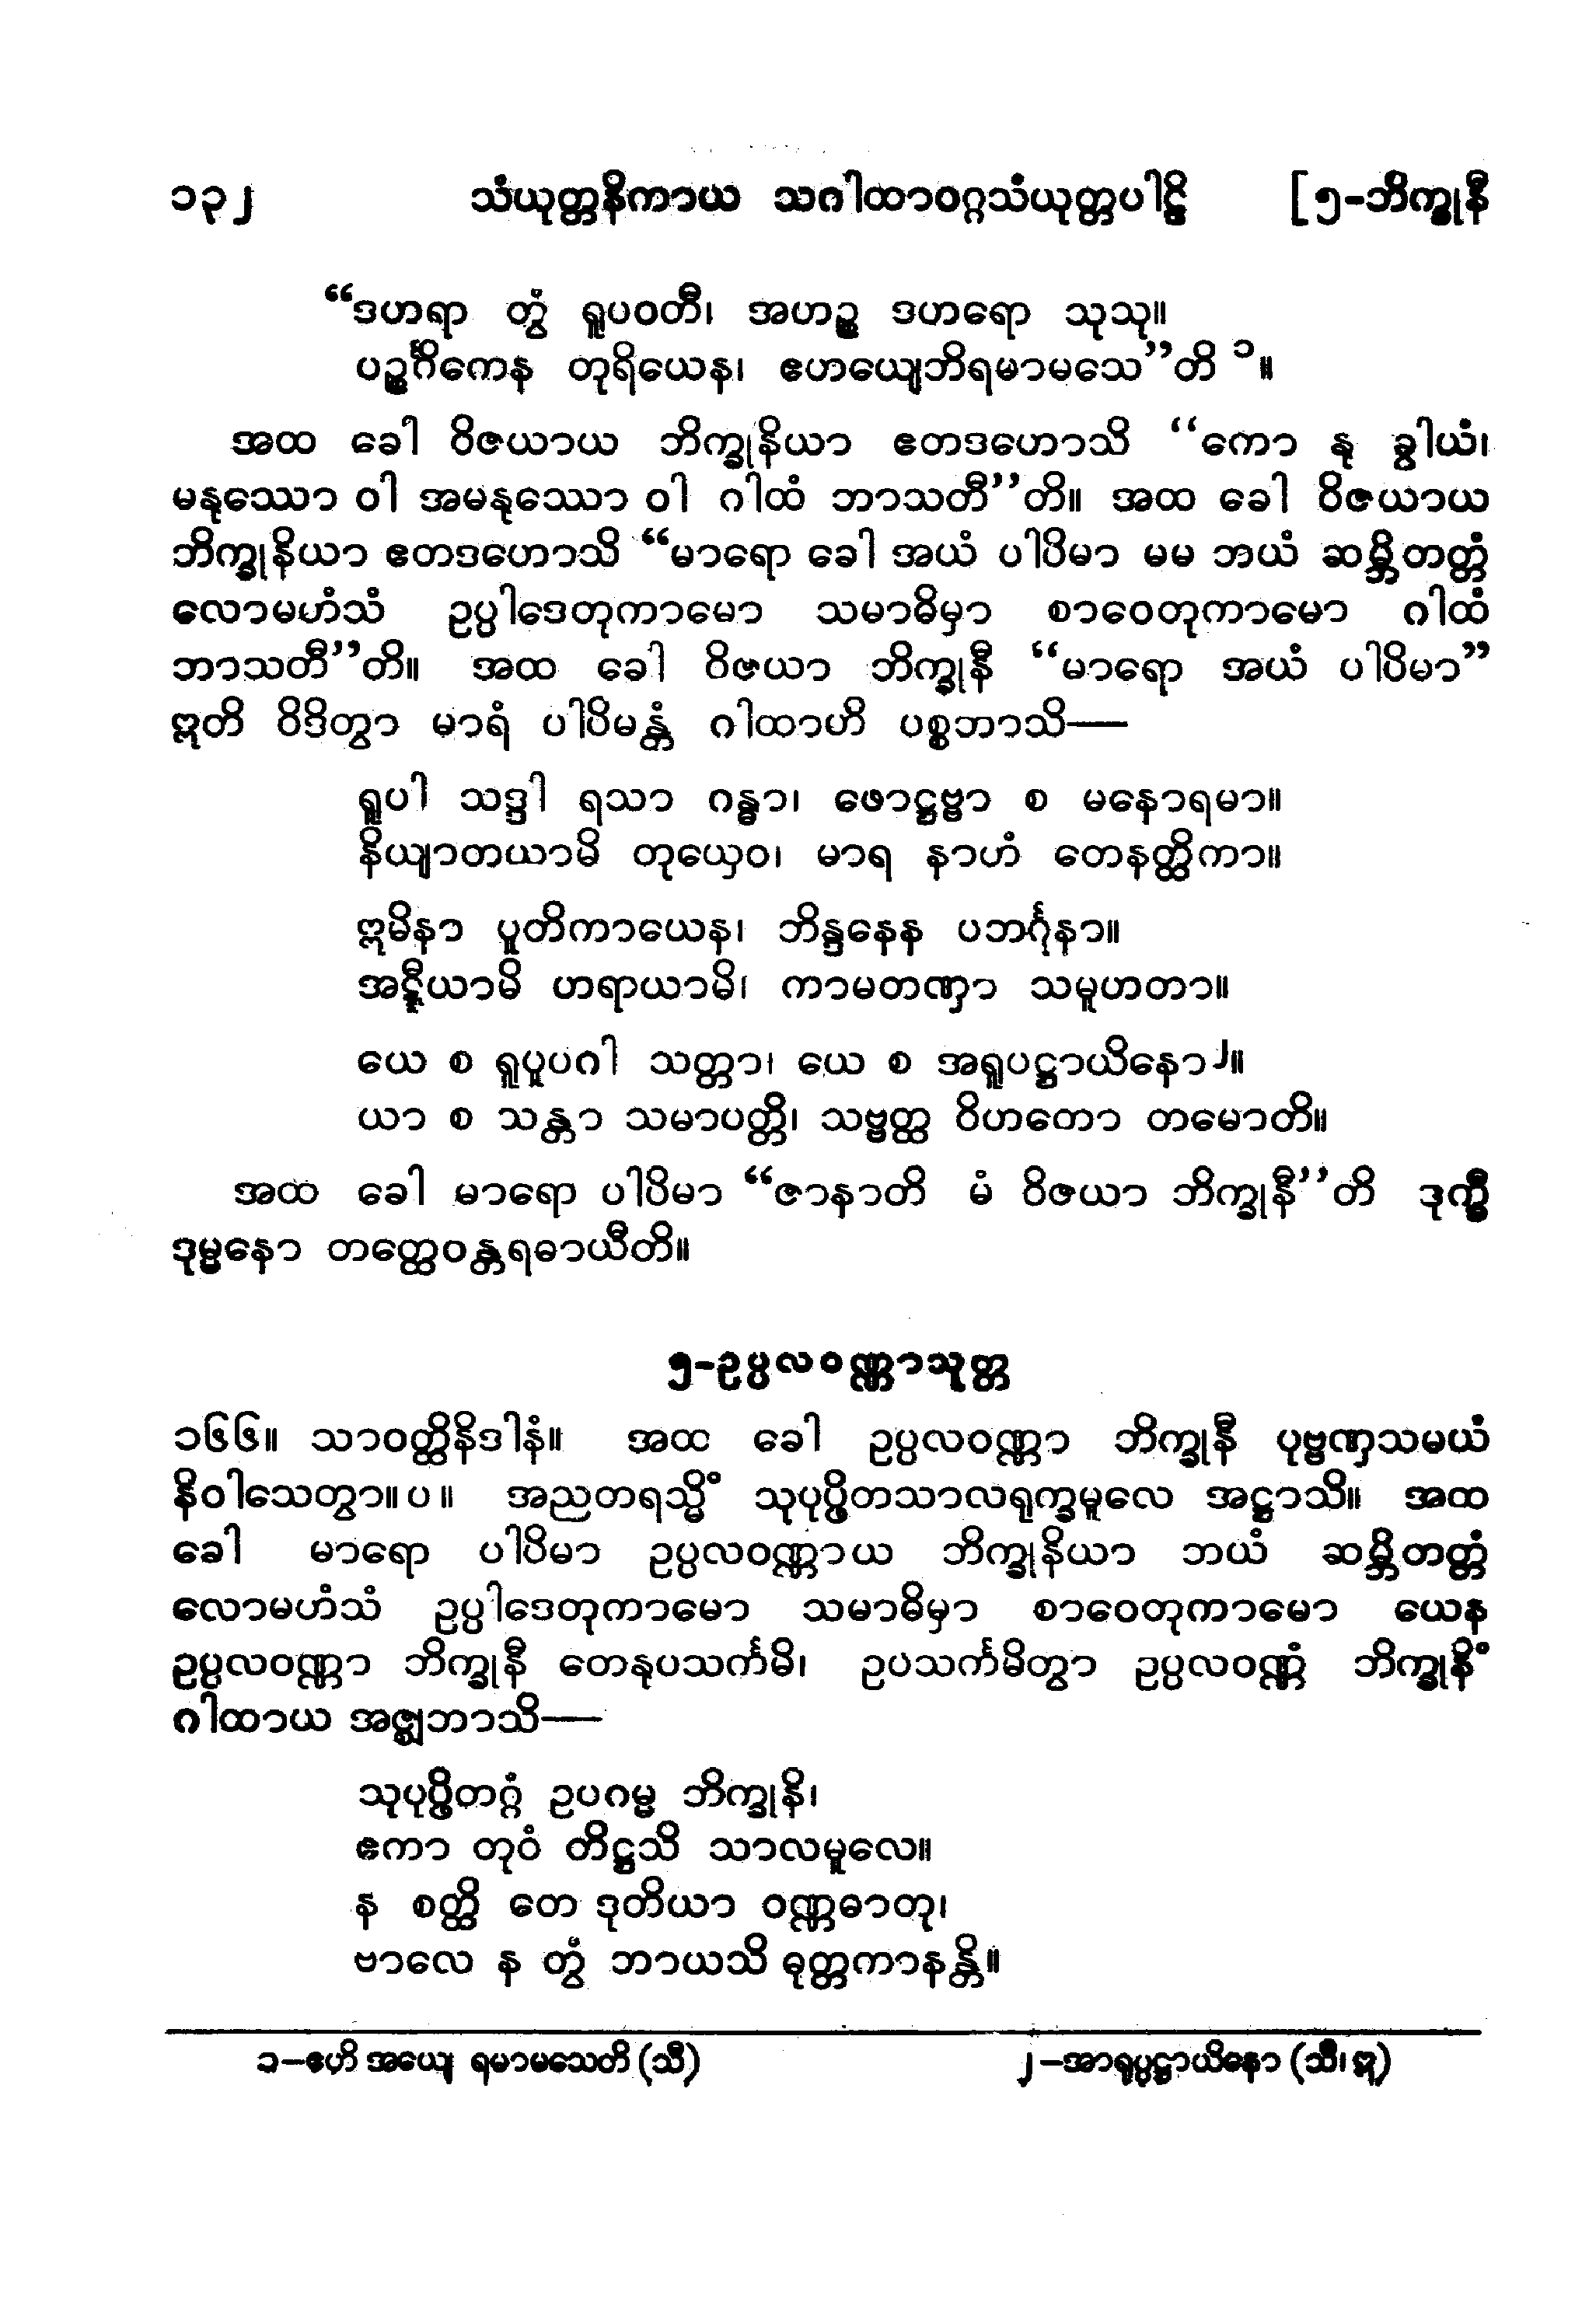 ၁၃၂ သံယုတ္တနိကာယ သဂါထာဝဂ္ဂသံယုတ္တပါဠိ [၅-ဘိက္ခုနီ
“ဒဟရာ တွံ ရူပဝတီ၊ အဟဉ္စ ဒဟရော သုသု။
ပဉ္စင်္ဂိကေန တုရိယေန၊ ဧဟယျေဘိရမာမသေ”တိ ၁။
အထ ခေါ ဝိဇယာယ ဘိက္ခုနိယာ ဧတဒဟောသိ “ကော နု ခွါယံ၊
မနုဿော ဝါ အမနုဿော ဝါ ဂါထံ ဘာသတီ”တိ။ အထ ခေါ ဝိဇယာယ
ဘိက္ခုနိယာ ဧတဒဟောသိ “မာရော ခေါ အယံ ပါပိမာ မမ ဘယံ ဆမ္ဘိတတ္တံ
လောမဟံသံ ဥပ္ပါဒေတုကာမော သမာဓိမှာ စာဝေတုကာမော ဂါထံ
ဘာသတီ”တိ။ အထ ခေါ ဝိဇယာ ဘိက္ခုနီ “မာရော အယံ ပါပိမာ”
ဣတိ ဝိဒိတွာ မာရံ ပါပိမန္တံ ဂါထာဟိ ပစ္စဘာသိ—
ရူပါ သဒ္ဒါ ရသာ ဂန္ဓာ၊ ဖောဋ္ဌဗ္ဗာ စ မနောရမာ။
နိယျာတယာမိ တုယှေဝ၊ မာရ နာဟံ တေနတ္ထိကာ။
ဣမိနာ ပူတိကာယေန၊ ဘိန္ဒနေန ပဘင်္ဂုနာ။
အဋ္ဋီယာမိ ဟရာယာမိ၊ ကာမတဏှာ သမူဟတာ။
ယေ စ ရူပူပဂါ သတ္တာ၊ ယေ စ အရူပဋ္ဌာယိနော၂။
ယာ စ သန္တာ သမာပတ္တိ၊ သဗ္ဗတ္ထ ဝိဟတော တမောတိ။
အထ ခေါ မာရော ပါပိမာ “ဇာနာတိ မံ ဝိဇယာ ဘိက္ခုနီ”တိ ဒုက္ခီ
ဒုမ္မနော တတ္ထေဝန္တရဓာယီတိ။
၅-ဥပ္ပလဝဏ္ဏာသုတ္တ
၁၆၆။ သာဝတ္ထိနိဒါနံ။ အထ ခေါ ဥပ္ပလဝဏ္ဏာ ဘိက္ခုနီ ပုဗ္ဗဏှသမယံ
နိဝါသေတွာ။ပ။ အညတရသ္မိံ သုပုပ္ဖိတသာလရုက္ခမူလေ အဋ္ဌာသိ။ အထ
ခေါ မာရော ပါပိမာ ဥပ္ပလဝဏ္ဏာယ ဘိက္ခုနိယာ ဘယံ ဆမ္ဘိတတ္တံ
လောမဟံသံ ဥပ္ပါဒေတုကာမော သမာဓိမှာ စာဝေတုကာမော ယေန
ဥပ္ပလဝဏ္ဏာ ဘိက္ခုနီ တေနုပသင်္ကမိ၊ ဥပသင်္ကမိတွာ ဥပ္ပလဝဏ္ဏံ ဘိက္ခုနိံ
ဂါထာယ အဇ္ဈဘာသိ—
သုပုပ္ဖိတဂ္ဂံ ဥပဂမ္မ ဘိက္ခုနိ၊
ဧကာ တုဝံ တိဋ္ဌသိ သာလမူလေ။
န စတ္ထိ တေ ဒုတိယာ ဝဏ္ဏဓာတု၊
ဗာလေ န တွံ ဘာယသိ ဓုတ္တကာနန္တိ။
၁−ဧဟိ အယျေ ရမာမသေတိ (သီ) ၂−အာရုပ္ပဋ္ဌာယိနော (သီ၊ ဣ)